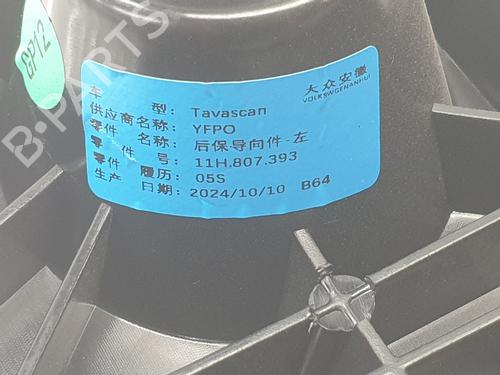 GP12
B-PARTS
大众安徽
VOLKSWGENANHUI
车 型: Tavascan
供应商名称: YFPO
零件 名称: 后保导向件-左
零件 号: 11H.807.393
零件 履历: 05S
生产 日期: 2024/10/10 B64